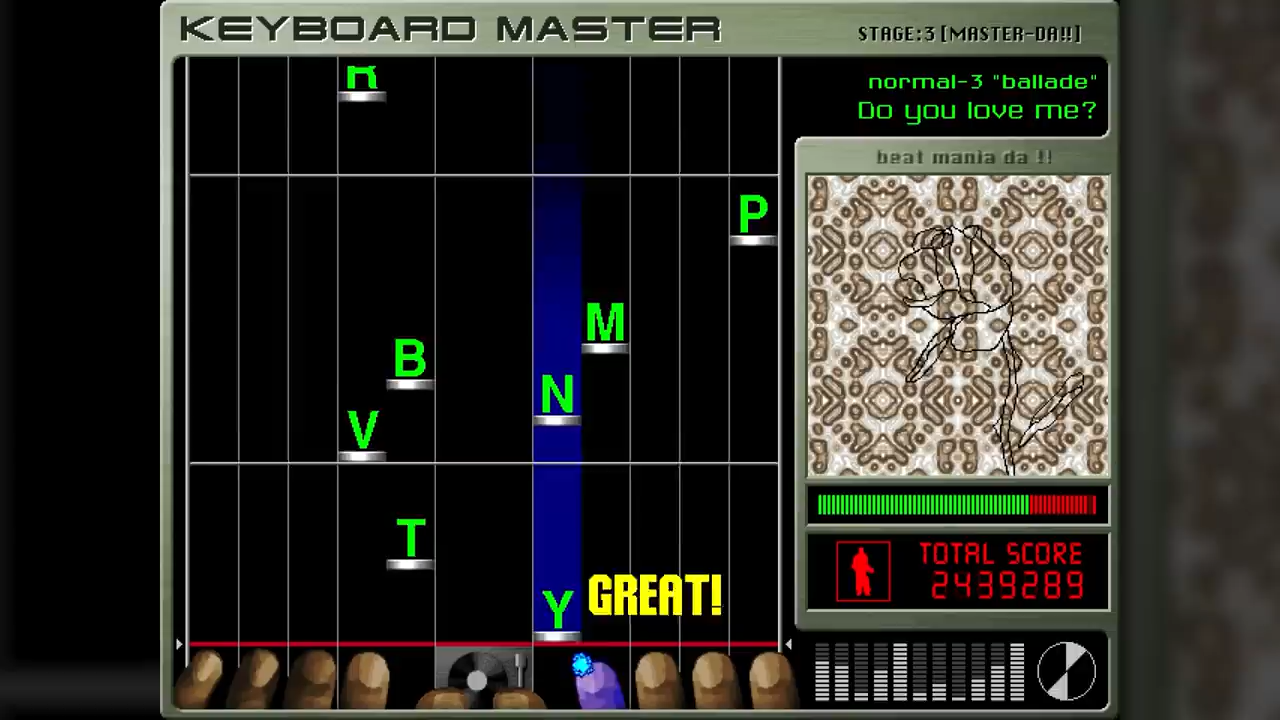 KEYBOARD MASTER
STAGE:3[MASTER-DA!!]
normal-3 "ballade"
Do you love me?
beat mania da !!
R
P
M
B
N
V
T
Y
GREAT!
TOTAL SCORE
2439289